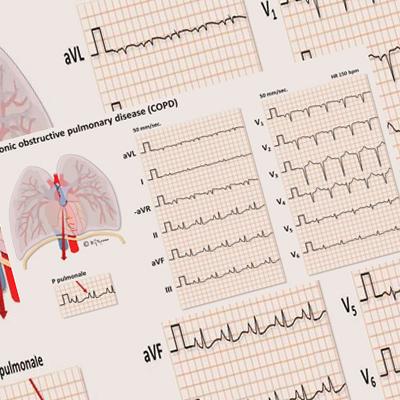 aVL
V1
onic obstructive pulmonary disease (COPD)
50 mm/sec.
50 mm/sec.
HR 150 bpm
aVL
I
-aVR
II
aVF
III
V1
V2
V3
V4
V5
V6
P pulmonale
pulmonale
aVF
V5
V6